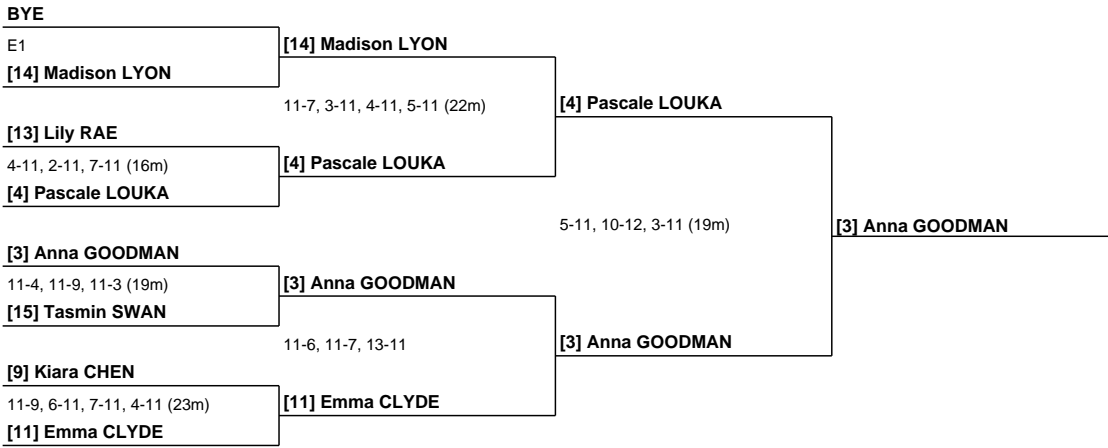 BYE
E1
[14] Madison LYON
[14] Madison LYON
11-7, 3-11, 4-11, 5-11 (22m)
[4] Pascale LOUKA
[13] Lily RAE
4-11, 2-11, 7-11 (16m)
[4] Pascale LOUKA
[4] Pascale LOUKA
5-11, 10-12, 3-11 (19m)
[3] Anna GOODMAN
[3] Anna GOODMAN
11-4, 11-9, 11-3 (19m)
[3] Anna GOODMAN
[15] Tasmin SWAN
11-6, 11-7, 13-11
[3] Anna GOODMAN
[9] Kiara CHEN
11-9, 6-11, 7-11, 4-11 (23m)
[11] Emma CLYDE
[11] Emma CLYDE